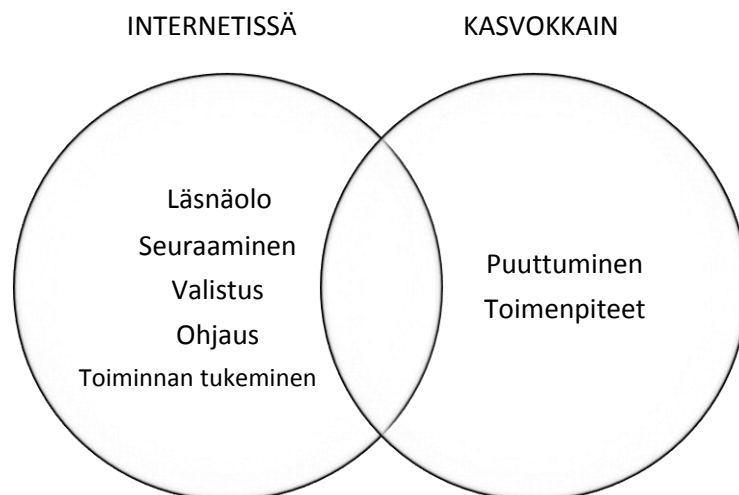 INTERNETISSÄ
KASVOKKAIN
Läsnäolo
Seuraaminen
Valistus
Ohjaus
Toiminnan tukeminen
Puuttuminen
Toimenpiteet